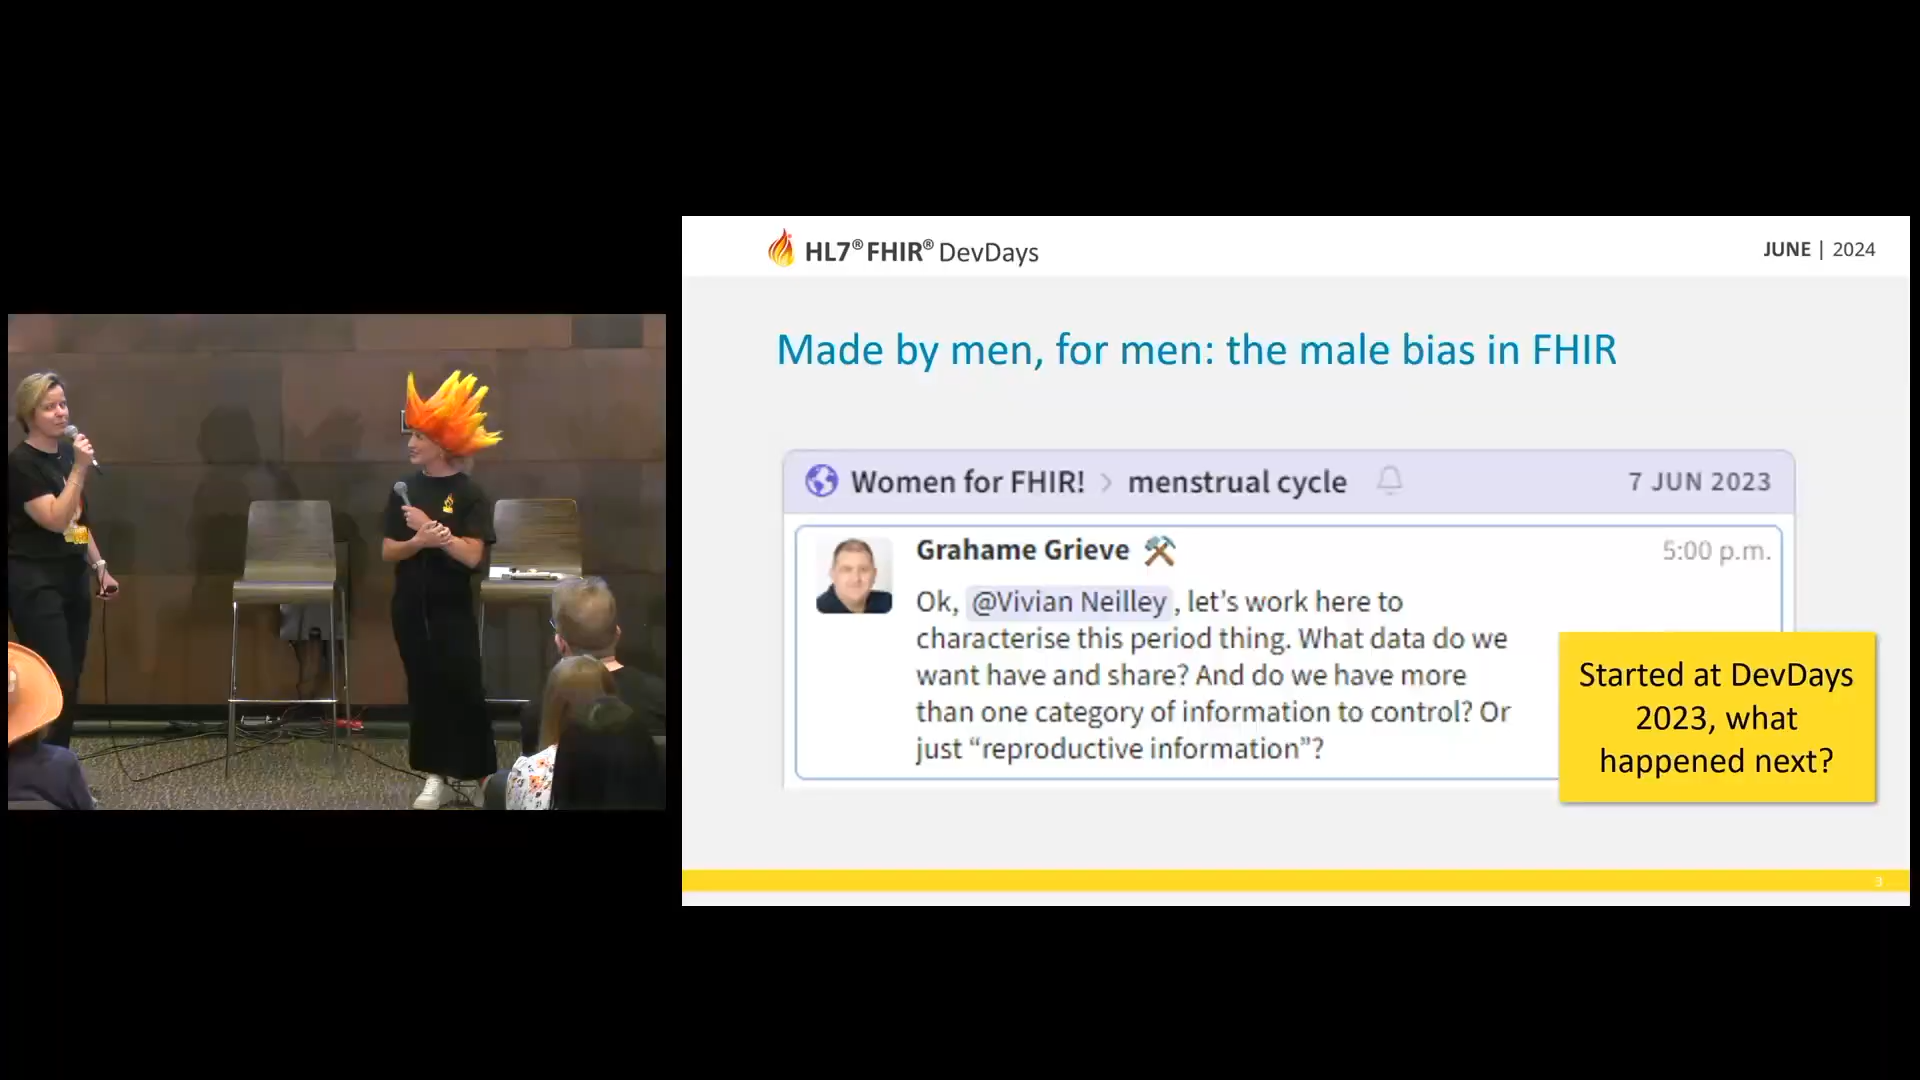 HL7® FHIR® DevDays
JUNE | 2024
Made by men, for men: the male bias in FHIR
Women for FHIR! > menstrual cycle
7 JUN 2023
Grahame Grieve
5:00 p.m.
Ok, @Vivian Neilley , let's work here to
characterise this period thing. What data do we
want have and share? And do we have more
than one category of information to control? Or
just “reproductive information”?
Started at DevDays
2023, what
happened next?
3